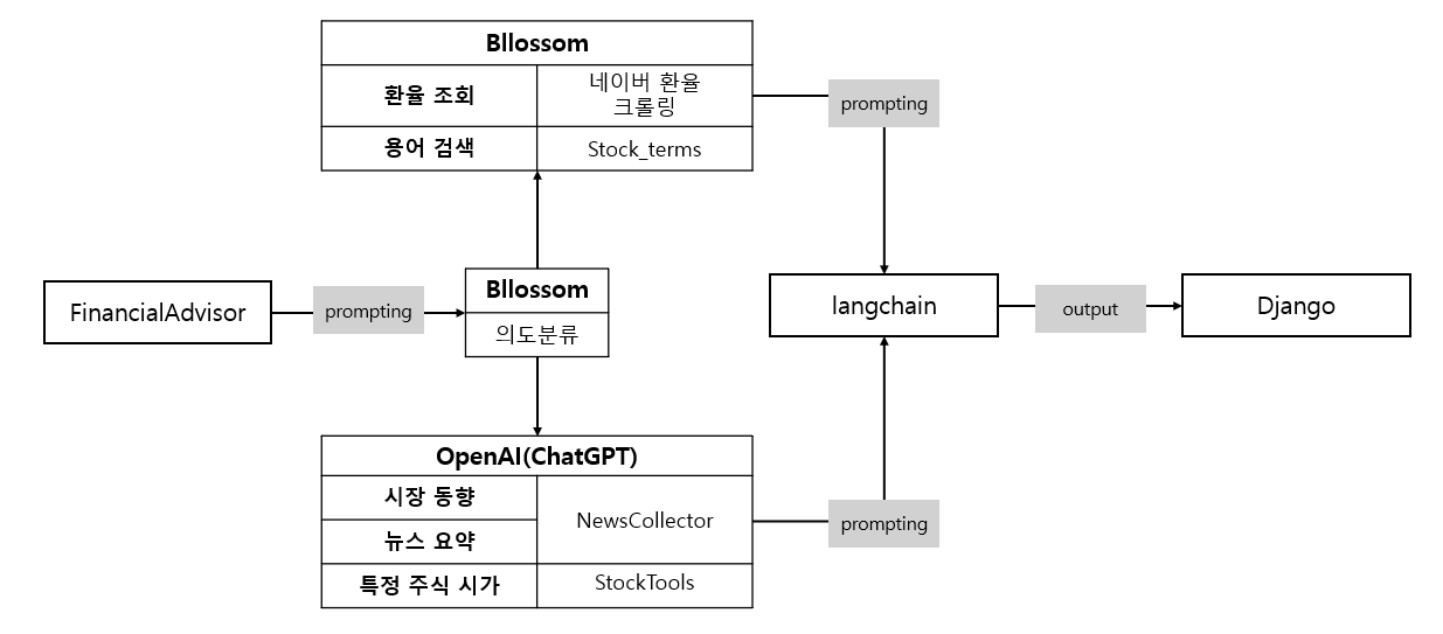 Bllossom
환율 조회
네이버 환율
크롤링
용어 검색
Stock_terms
prompting
FinancialAdvisor
prompting
Bllossom
의도분류
langchain
output
Django
OpenAI(ChatGPT)
시장 동향
뉴스 요약
NewsCollector
특정 주식 시가
StockTools
prompting